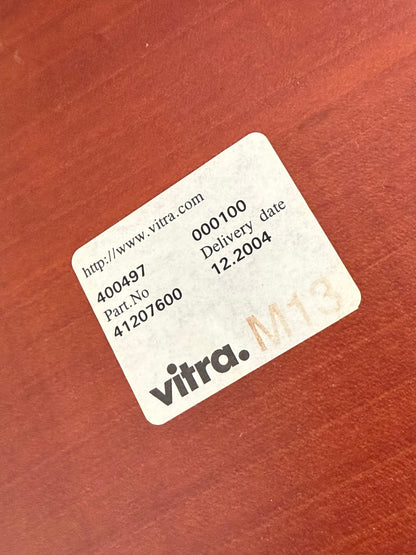 http://www.vitra.com
400497 000100
Part.No Delivery date
41207600 12.2004
vitra. M13